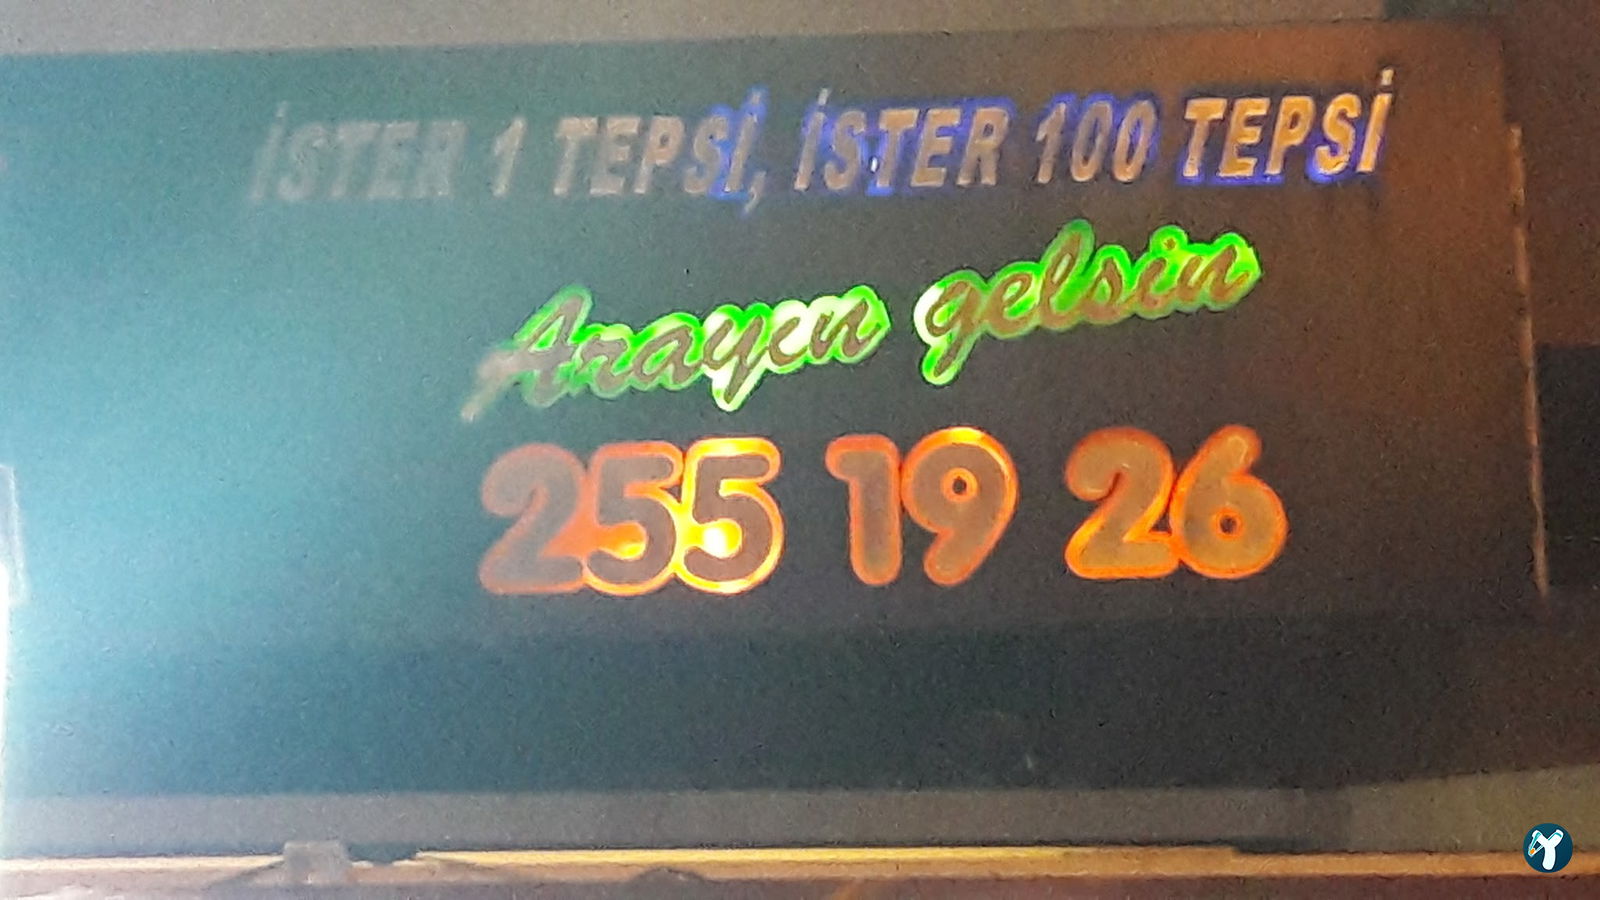 İSTER 1 TEPSİ, İSTER 100 TEPSİ
Arayın gelsin
255 19 26